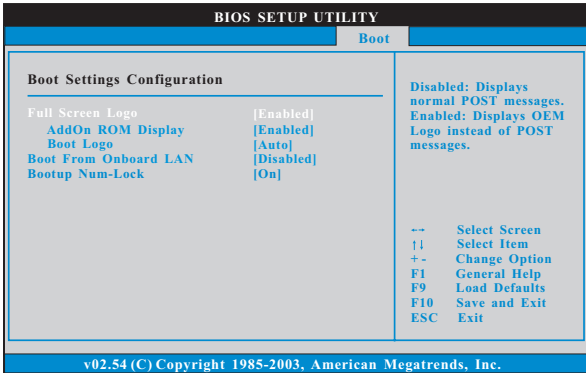 BIOS SETUP UTILITY
Boot
Boot Settings Configuration
Full Screen Logo [Enabled]
AddOn ROM Display [Enabled]
Boot Logo [Auto]
Boot From Onboard LAN [Disabled]
Bootup Num-Lock [On]
Disabled: Displays
normal POST messages.
Enabled: Displays OEM
Logo instead of POST
messages.
↔ Select Screen
↑↓ Select Item
+ - Change Option
F1 General Help
F9 Load Defaults
F10 Save and Exit
ESC Exit
v02.54 (C) Copyright 1985-2003, American Megatrends, Inc.